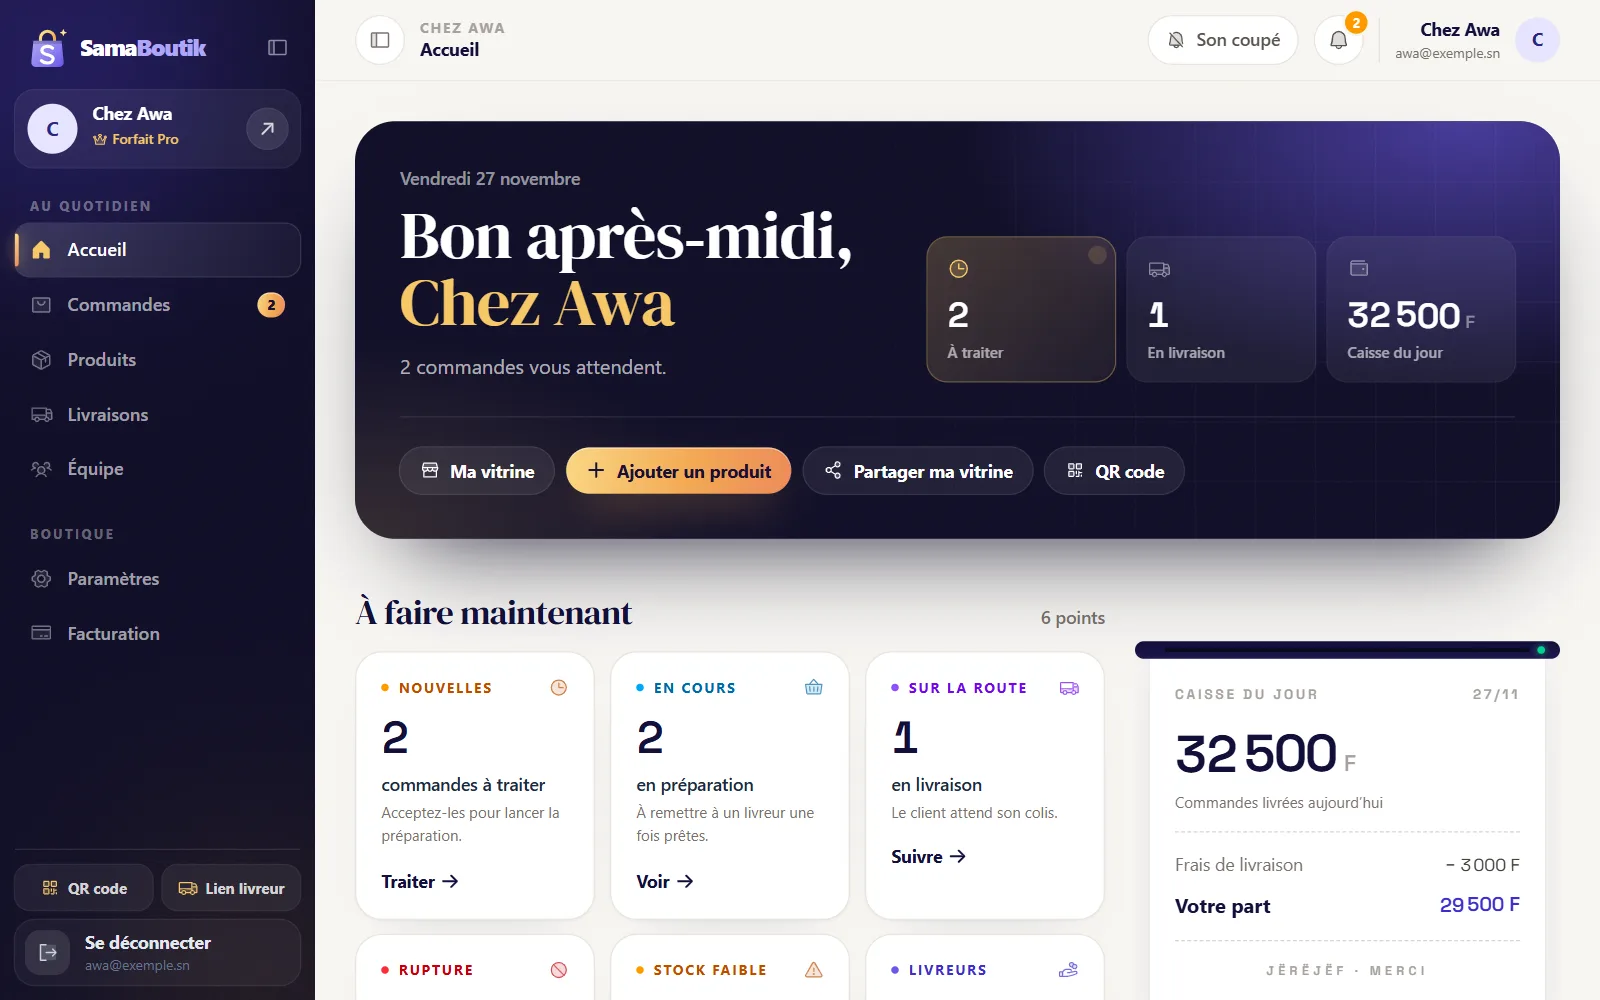 SamaBoutik
C
Chez Awa
Forfait Pro
AU QUOTIDIEN
Accueil
Commandes
2
Produits
Livraisons
Équipe
BOUTIQUE
Paramètres
Facturation
QR code
Lien livreur
Se déconnecter
awa@exemple.sn
CHEZ AWA
Accueil
Son coupé
2
Chez Awa
awa@exemple.sn
C
Vendredi 27 novembre
Bon après-midi,
Chez Awa
2 commandes vous attendent.
2
À traiter
1
En livraison
32 500 F
Caisse du jour
Ma vitrine
Ajouter un produit
Partager ma vitrine
QR code
À faire maintenant
6 points
NOUVELLES
2
commandes à traiter
Acceptez-les pour lancer la
préparation.
Traiter →
EN COURS
2
en préparation
À remettre à un livreur une
fois prêtes.
Voir →
SUR LA ROUTE
1
en livraison
Le client attend son colis.
Suivre →
RUPTURE
STOCK FAIBLE
LIVREURS
CAISSE DU JOUR
27/11
32 500 F
Commandes livrées aujourd'hui
Frais de livraison
− 3 000 F
Votre part
29 500 F
JËRËJËF · MERCI